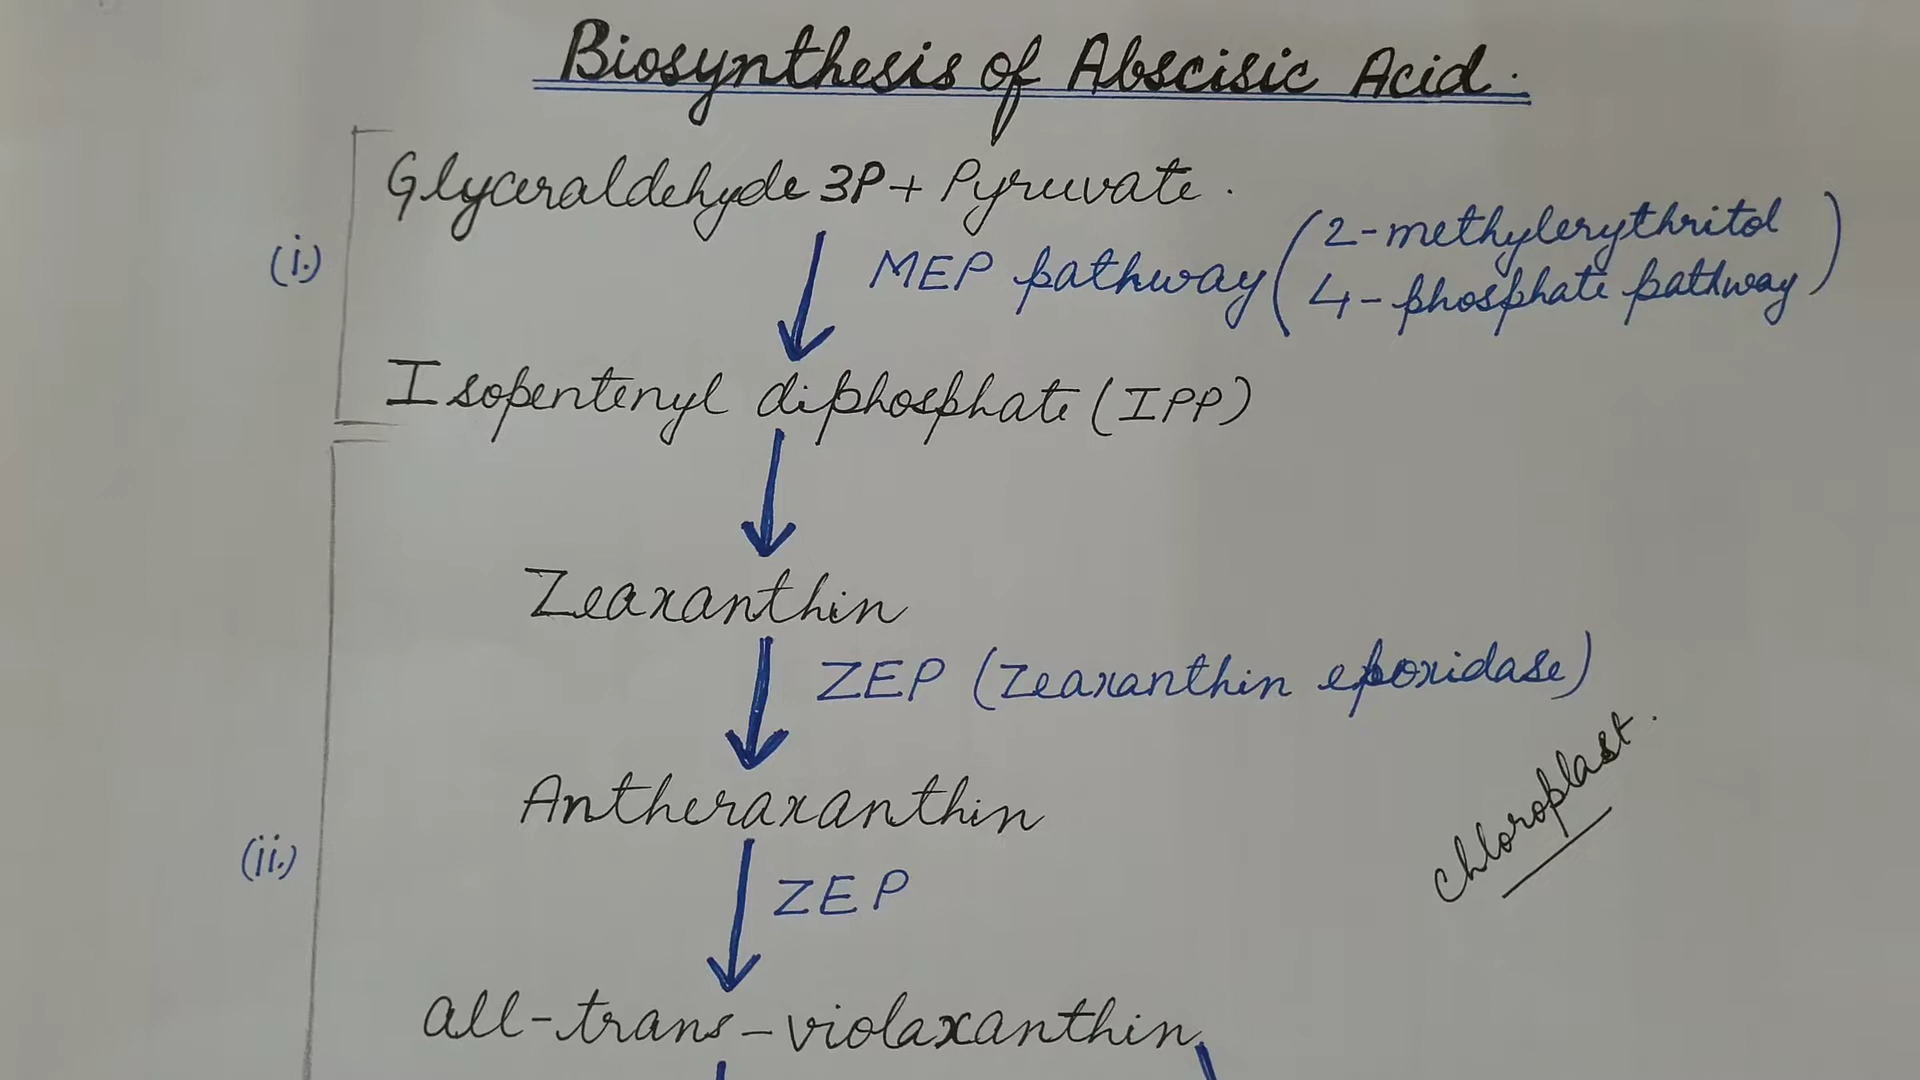 Biosynthesis of Abscisic Acid.
Glyceraldehyde 3P + Pyruvate.
(i.)
MEP pathway (2-methylerythritol
4-phosphate pathway)
Isopentenyl diphosphate (IPP)
Zeaxanthin
ZEP (Zeaxanthin epoxidase)
Antheraxanthin
chloroplast.
(ii.)
ZEP
all-trans-violaxanthin